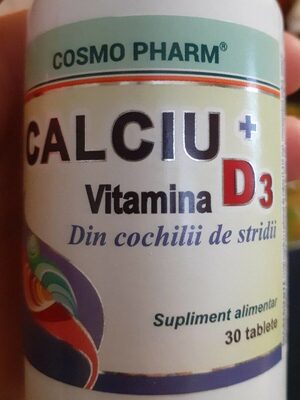 COSMO PHARM®
CALCIU +
Vitamina D3
Din cochilii de stridii
Supliment alimentar
30 tablete